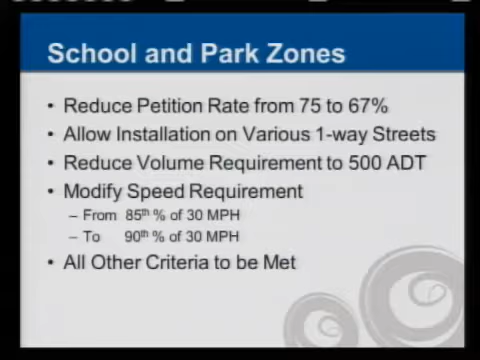 School and Park Zones
• Reduce Petition Rate from 75 to 67%
• Allow Installation on Various 1-way Streets
• Reduce Volume Requirement to 500 ADT
• Modify Speed Requirement
– From 85th % of 30 MPH
– To 90th % of 30 MPH
• All Other Criteria to be Met